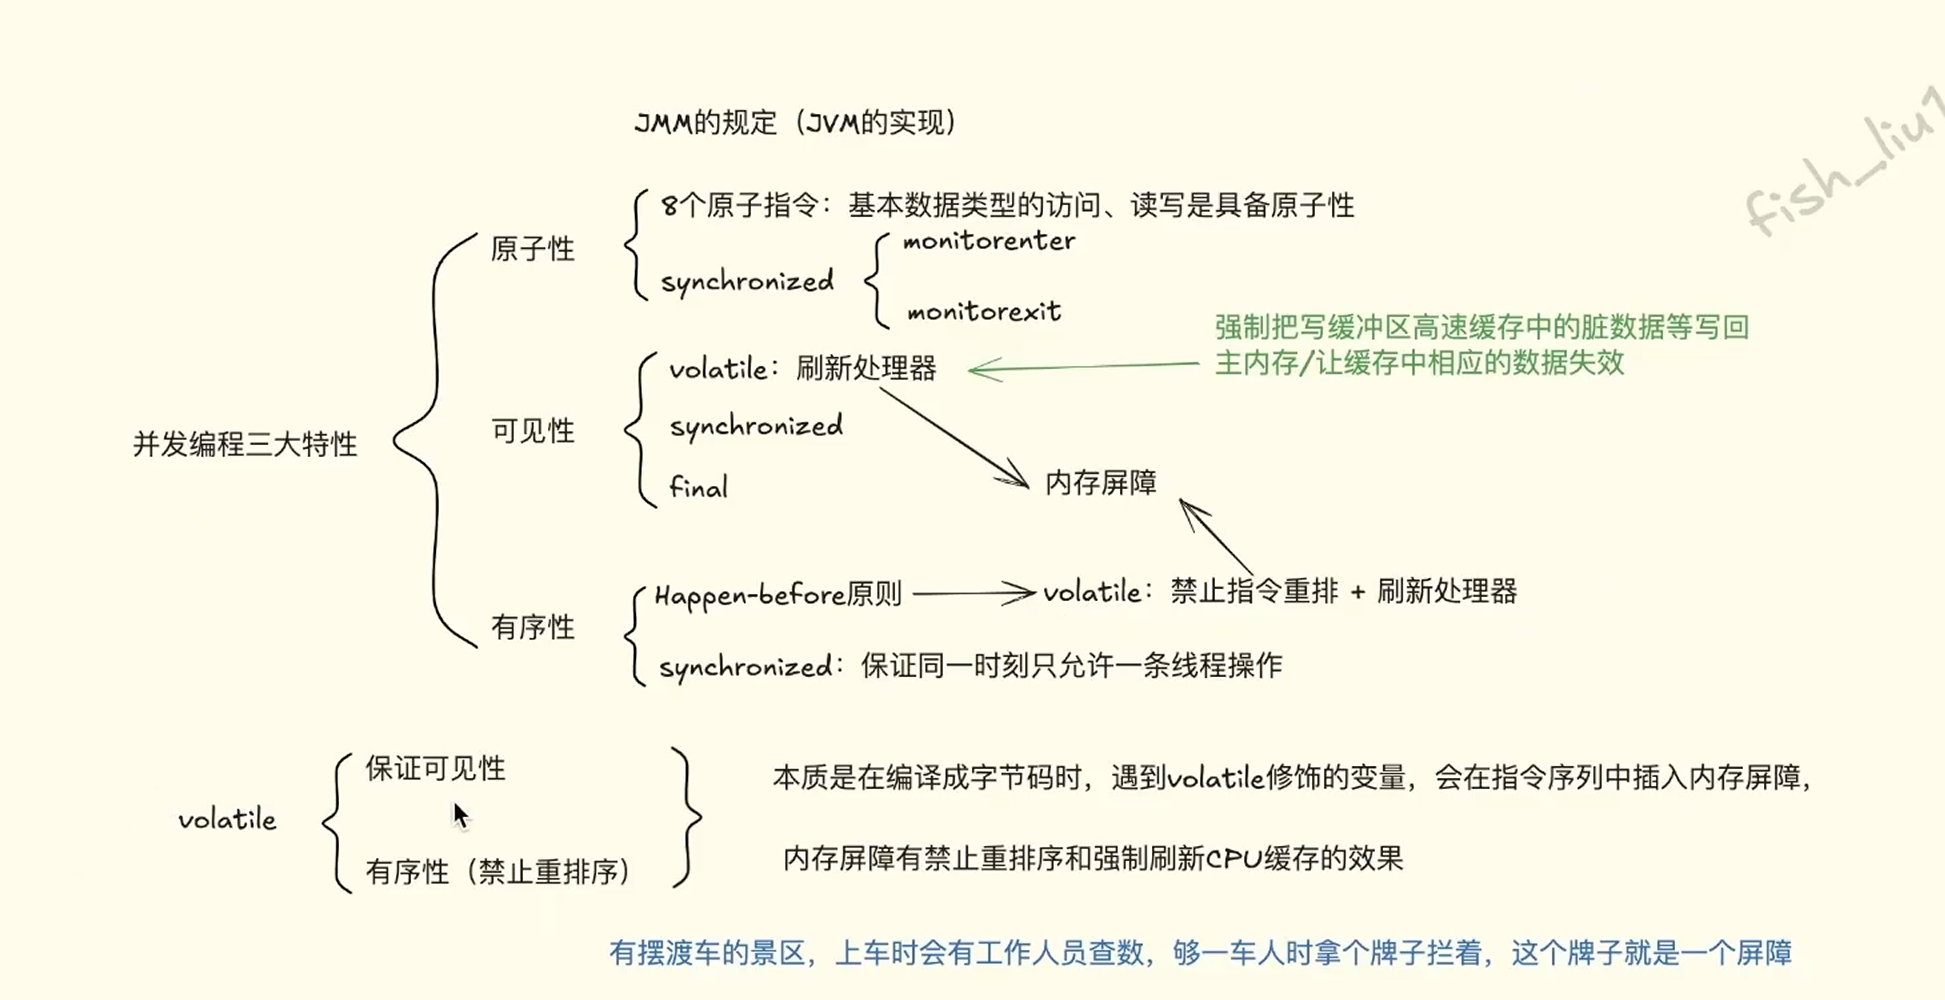 JMM的规定（JVM的实现）
fish_liu
8个原子指令：基本数据类型的访问、读写是具备原子性
原子性
monitorenter
synchronized
monitorexit
强制把写缓冲区高速缓存中的脏数据等写回
主内存/让缓存中相应的数据失效
volatile：刷新处理器
可见性
synchronized
并发编程三大特性
final
内存屏障
Happen-before原则
volatile：禁止指令重排 + 刷新处理器
有序性
synchronized：保证同一时刻只允许一条线程操作
保证可见性
本质是在编译成字节码时，遇到volatile修饰的变量，会在指令序列中插入内存屏障，
volatile
有序性（禁止重排序）
内存屏障有禁止重排序和强制刷新CPU缓存的效果
有摆渡车的景区，上车时会有工作人员查数，够一车人时拿个牌子拦着，这个牌子就是一个屏障